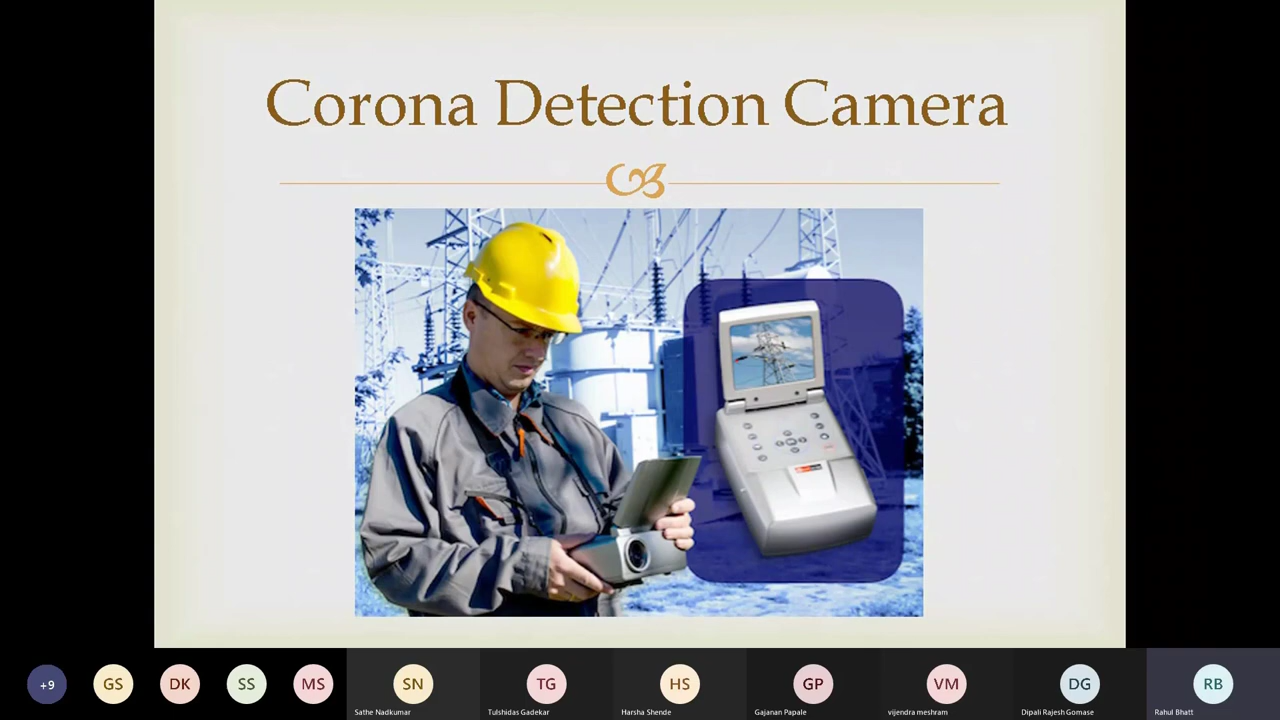 Corona Detection Camera
+9
GS
DK
SS
MS
SN
TG
HS
GP
VM
DG
RB
Sathe Nadkumar
Tulshidas Gadekar
Harsha Shende
Gajanan Papale
vijendra meshram
Dipali Rajesh Gomase
Rahul Bhatt